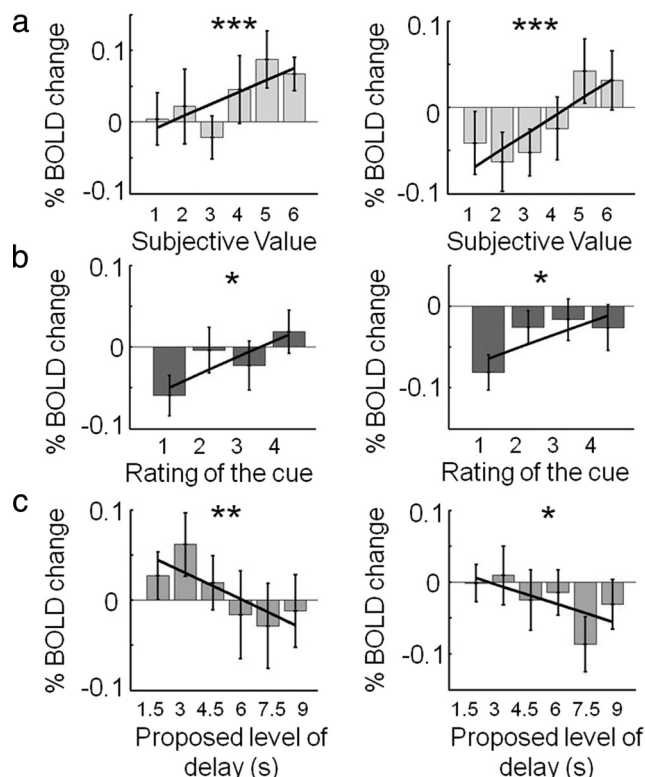 a
***
***
% BOLD change
0.1
0
-0.1
1 2 3 4 5 6
Subjective Value
% BOLD change
0.1
0
-0.1
1 2 3 4 5 6
Subjective Value
b
*
*
% BOLD change
0.1
0
-0.1
1 2 3 4
Rating of the cue
% BOLD change
0
-0.1
1 2 3 4
Rating of the cue
c
**
*
% BOLD change
0.1
0
-0.1
1.5 3 4.5 6 7.5 9
Proposed level of
delay (s)
% BOLD change
0.1
0
-0.1
1.5 3 4.5 6 7.5 9
Proposed level of
delay (s)